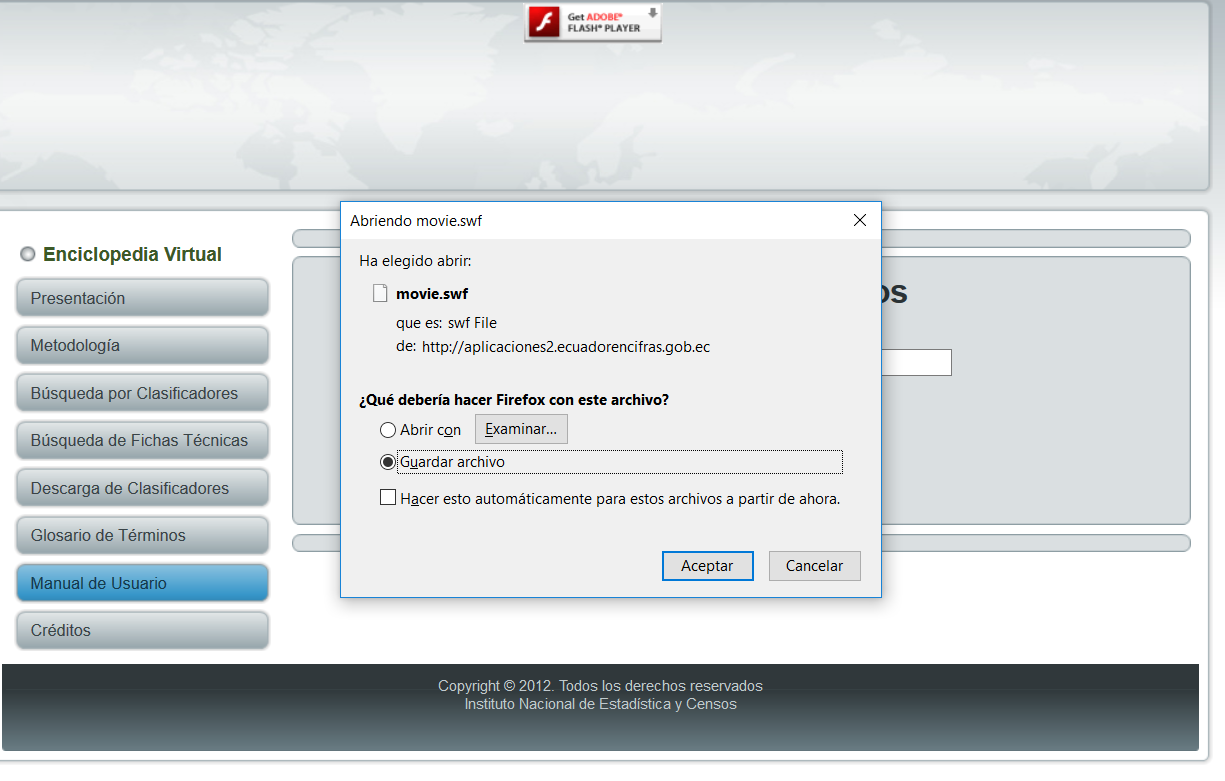 Get ADOBE®
FLASH® PLAYER
Abriendo movie.swf
Enciclopedia Virtual
Presentación
Metodología
Búsqueda por Clasificadores
Búsqueda de Fichas Técnicas
Descarga de Clasificadores
Glosario de Términos
Manual de Usuario
Créditos
Ha elegido abrir:
movie.swf
que es: swf File
de: http://aplicaciones2.ecuadorencifras.gob.ec
¿Qué debería hacer Firefox con este archivo?
Abrir con Examinar...
Guardar archivo
Hacer esto automáticamente para estos archivos a partir de ahora.
Aceptar Cancelar
Copyright © 2012. Todos los derechos reservados
Instituto Nacional de Estadística y Censos